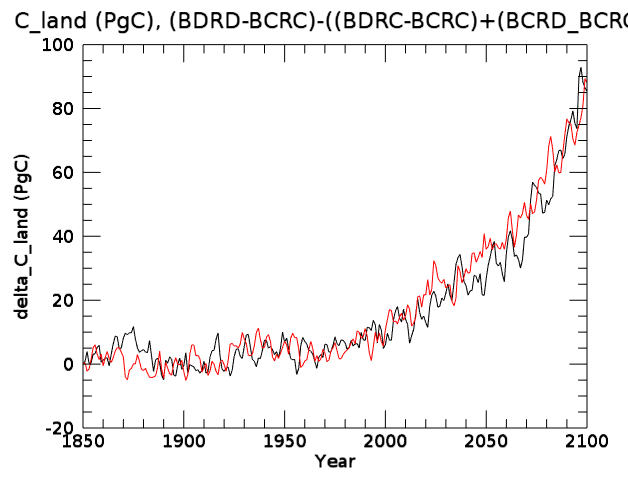 C_land (PgC), (BDRD-BCRC)-((BDRC-BCRC)+(BCRD_BCRC
100
80
60
40
20
0
-20
delta_C_land (PgC)
1850 1900 1950 2000 2050 2100
Year